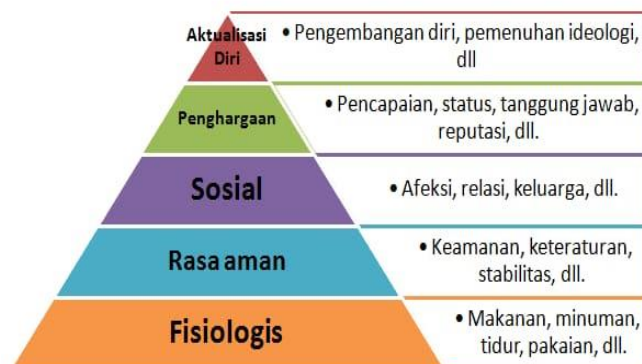 Aktualisasi
Diri
• Pengembangan diri, pemenuhan ideologi,
dll
Penghargaan
• Pencapaian, status, tanggung jawab,
reputasi, dll.
Sosial
• Afeksi, relasi, keluarga, dll.
Rasa aman
• Keamanan, keteraturan,
stabilitas, dll.
Fisiologis
• Makanan, minuman,
tidur, pakaian, dll.